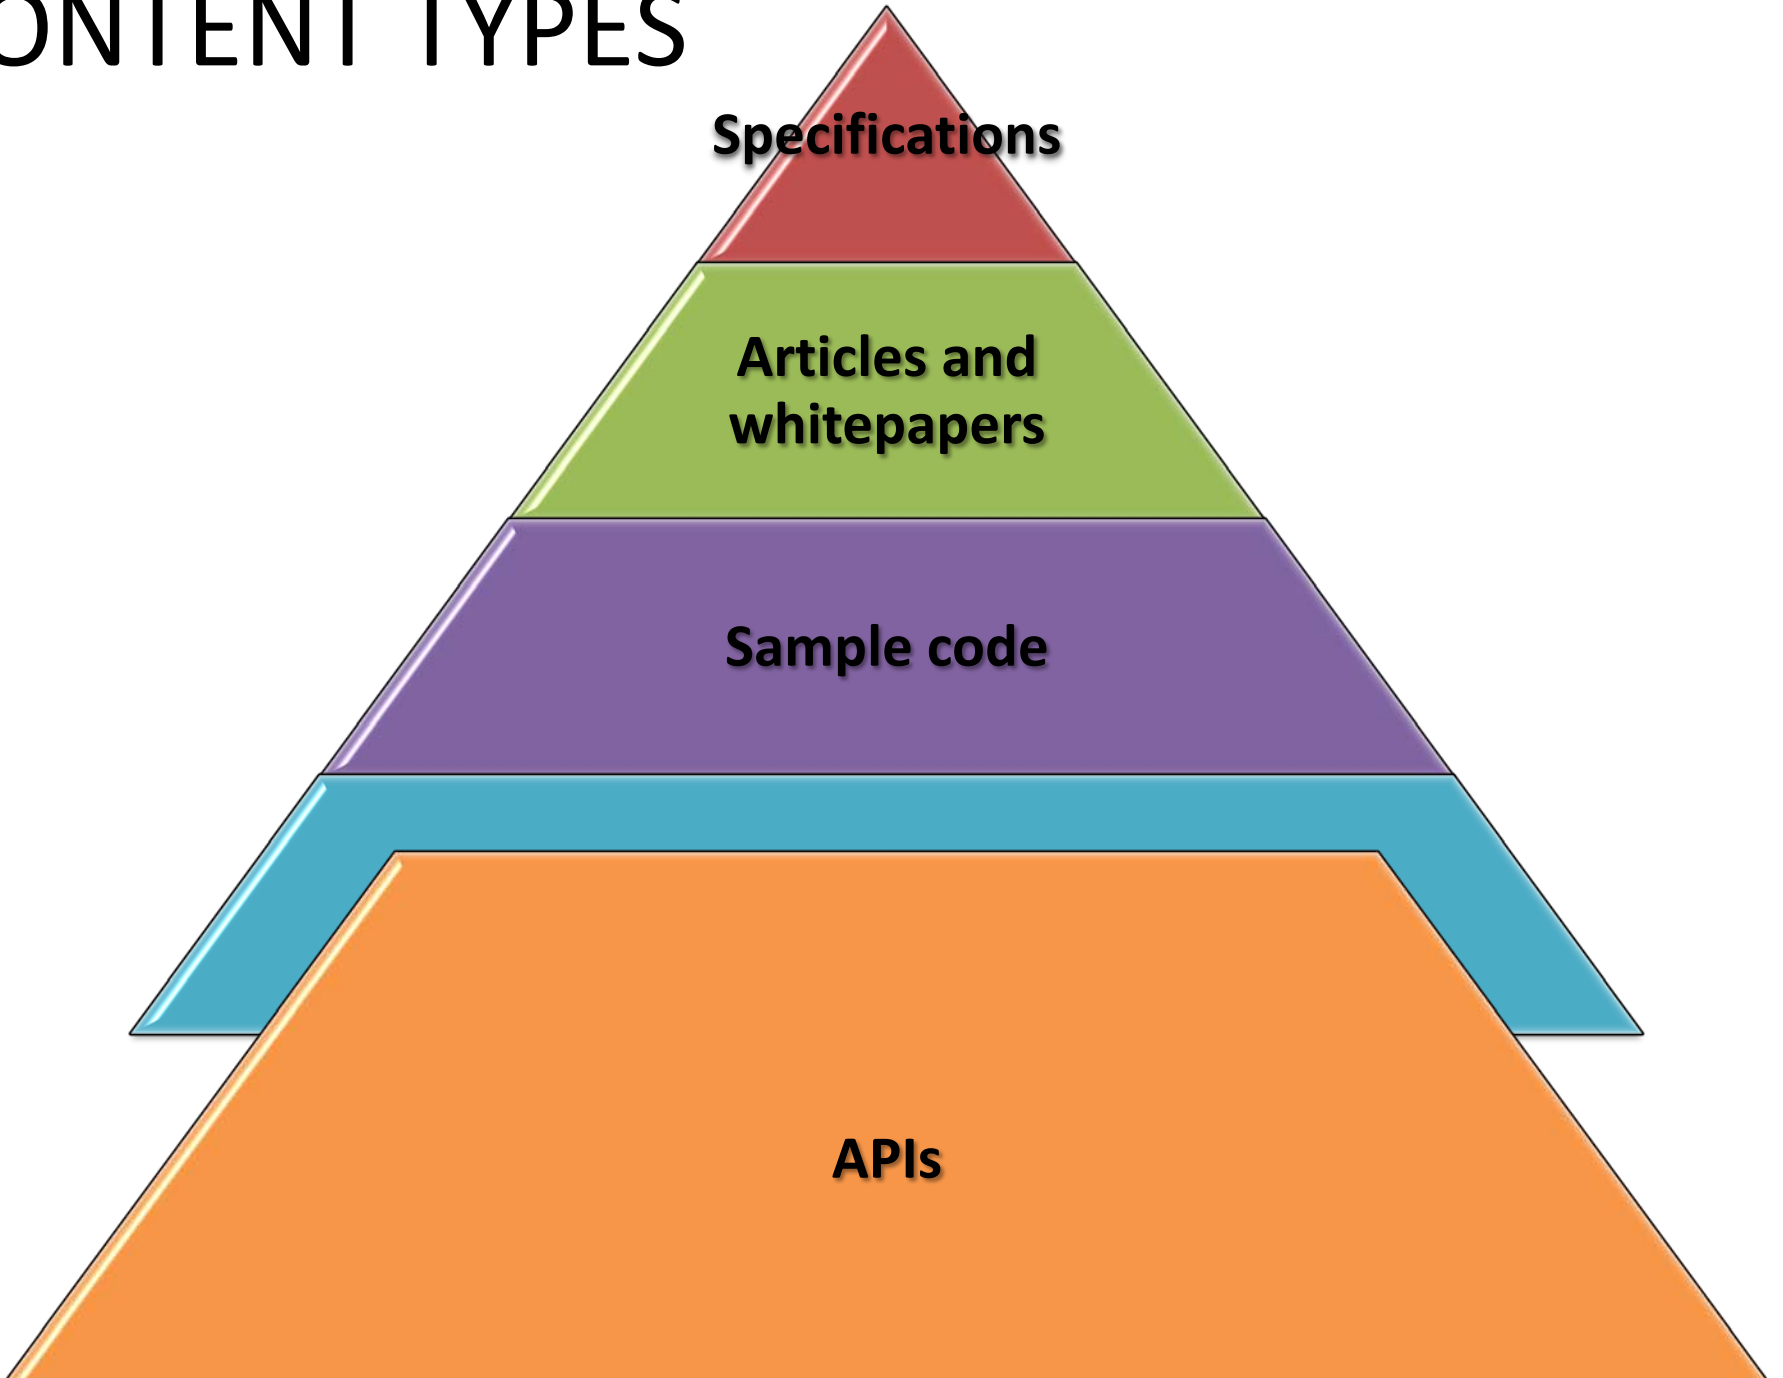 ONTENT TYPES
Specifications
Articles and
whitepapers
Sample code
APIs